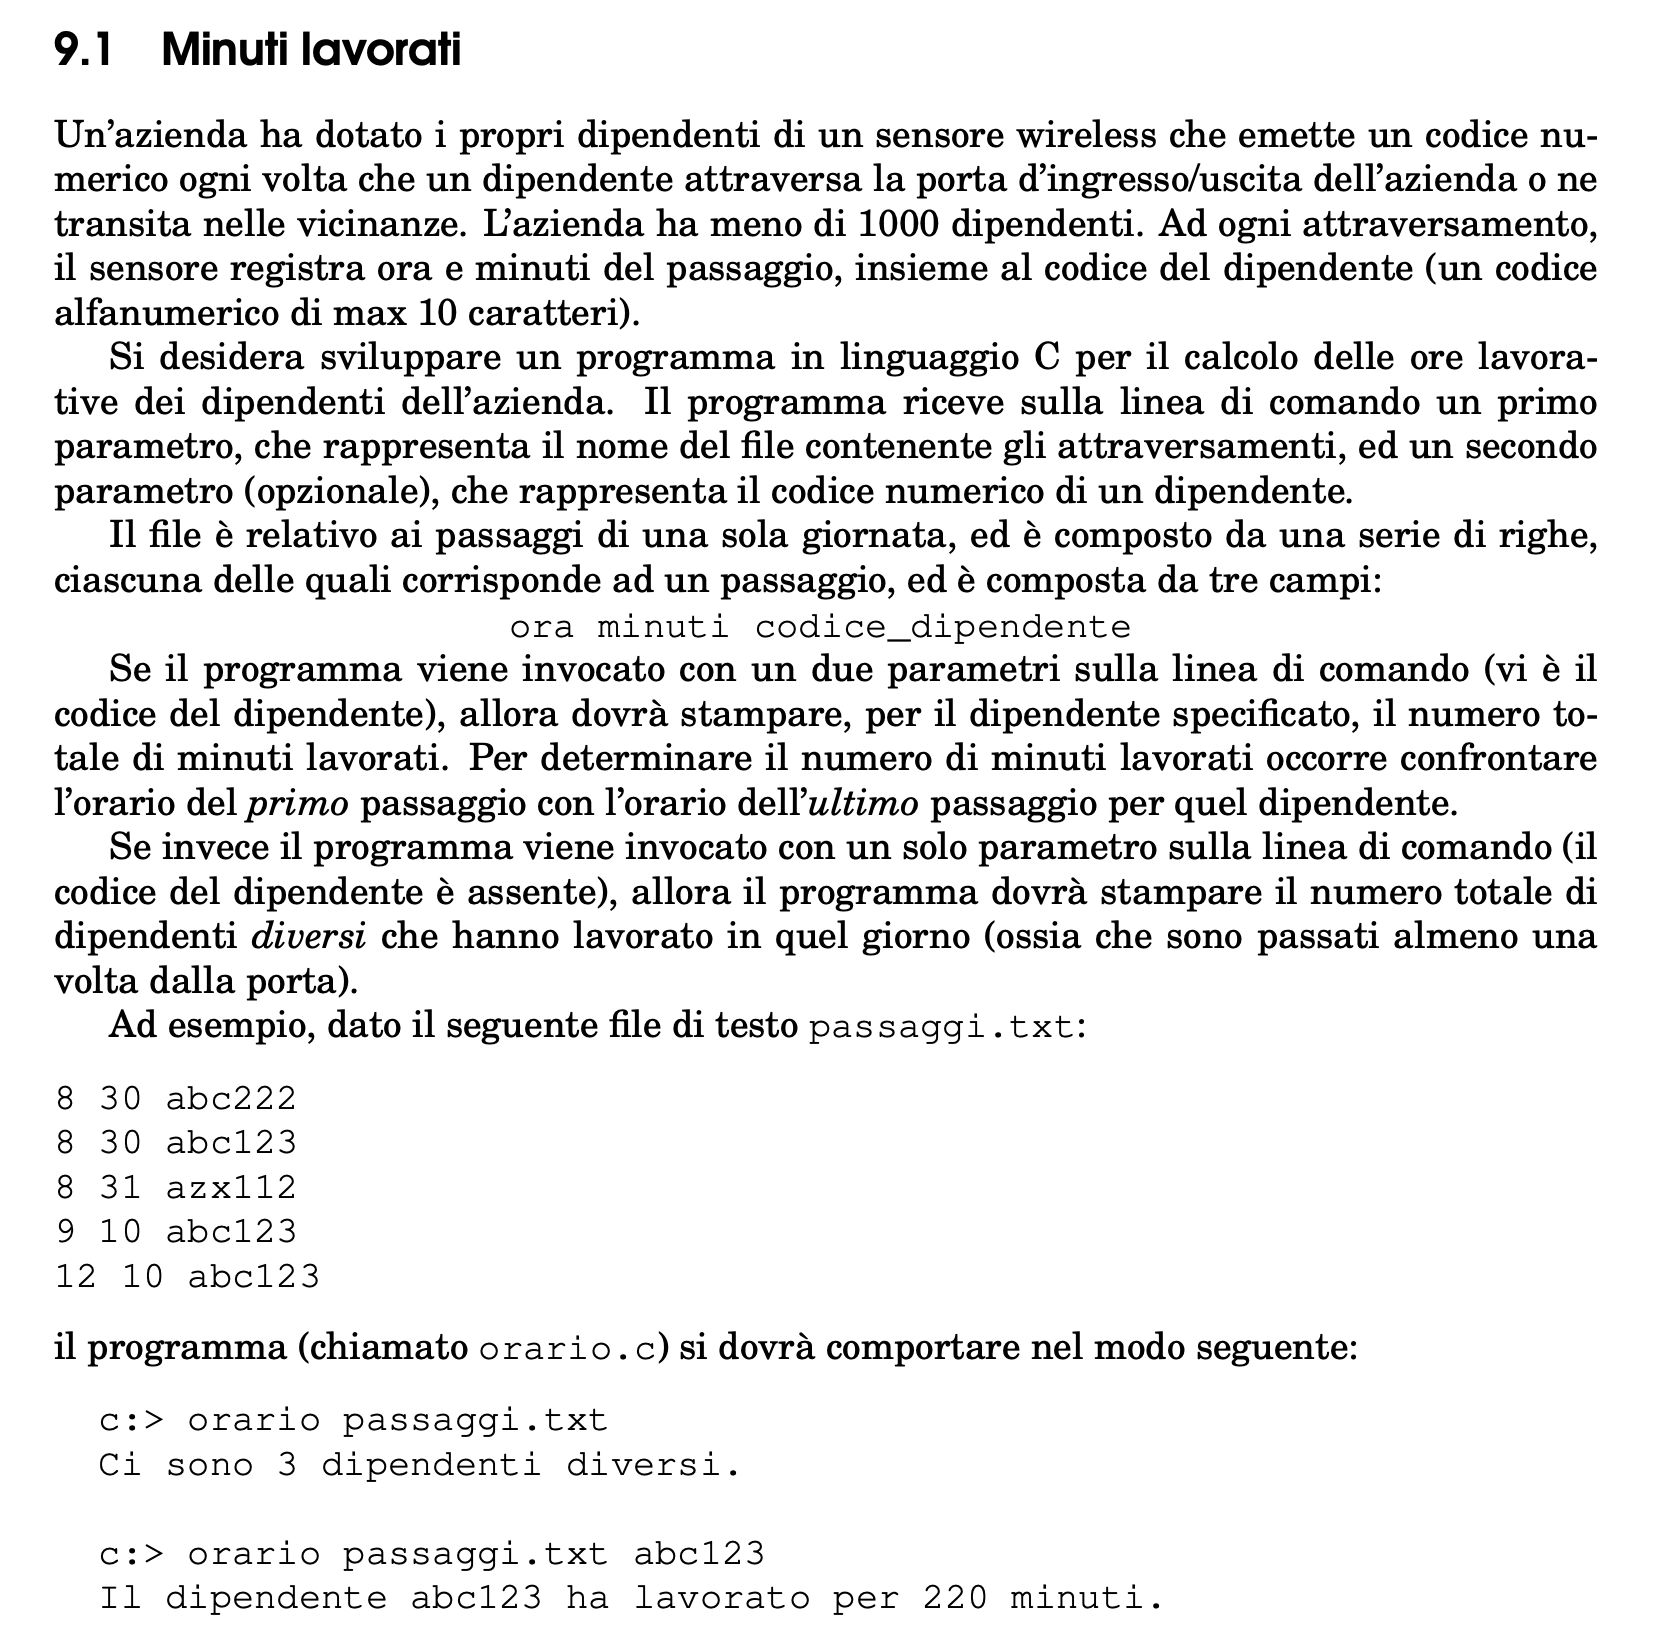 9.1 Minuti lavorati
Un'azienda ha dotato i propri dipendenti di un sensore wireless che emette un codice nu-
merico ogni volta che un dipendente attraversa la porta d'ingresso/uscita dell'azienda o ne
transita nelle vicinanze. L'azienda ha meno di 1000 dipendenti. Ad ogni attraversamento,
il sensore registra ora e minuti del passaggio, insieme al codice del dipendente (un codice
alfanumerico di max 10 caratteri).
Si desidera sviluppare un programma in linguaggio C per il calcolo delle ore lavora-
tive dei dipendenti dell'azienda. Il programma riceve sulla linea di comando un primo
parametro, che rappresenta il nome del file contenente gli attraversamenti, ed un secondo
parametro (opzionale), che rappresenta il codice numerico di un dipendente.
Il file è relativo ai passaggi di una sola giornata, ed è composto da una serie di righe,
ciascuna delle quali corrisponde ad un passaggio, ed è composta da tre campi:
ora minuti codice_dipendente
Se il programma viene invocato con un due parametri sulla linea di comando (vi è il
codice del dipendente), allora dovrà stampare, per il dipendente specificato, il numero to-
tale di minuti lavorati. Per determinare il numero di minuti lavorati occorre confrontare
l'orario del primo passaggio con l'orario dell'ultimo passaggio per quel dipendente.
Se invece il programma viene invocato con un solo parametro sulla linea di comando (il
codice del dipendente è assente), allora il programma dovrà stampare il numero totale di
dipendenti diversi che hanno lavorato in quel giorno (ossia che sono passati almeno una
volta dalla porta).
Ad esempio, dato il seguente file di testo passaggi.txt:
8 30 abc222
8 30 abc123
8 31 azx112
9 10 abc123
12 10 abc123
il programma (chiamato orario.c) si dovrà comportare nel modo seguente:
c:> orario passaggi.txt
Ci sono 3 dipendenti diversi.
c:> orario passaggi.txt abc123
Il dipendente abc123 ha lavorato per 220 minuti.